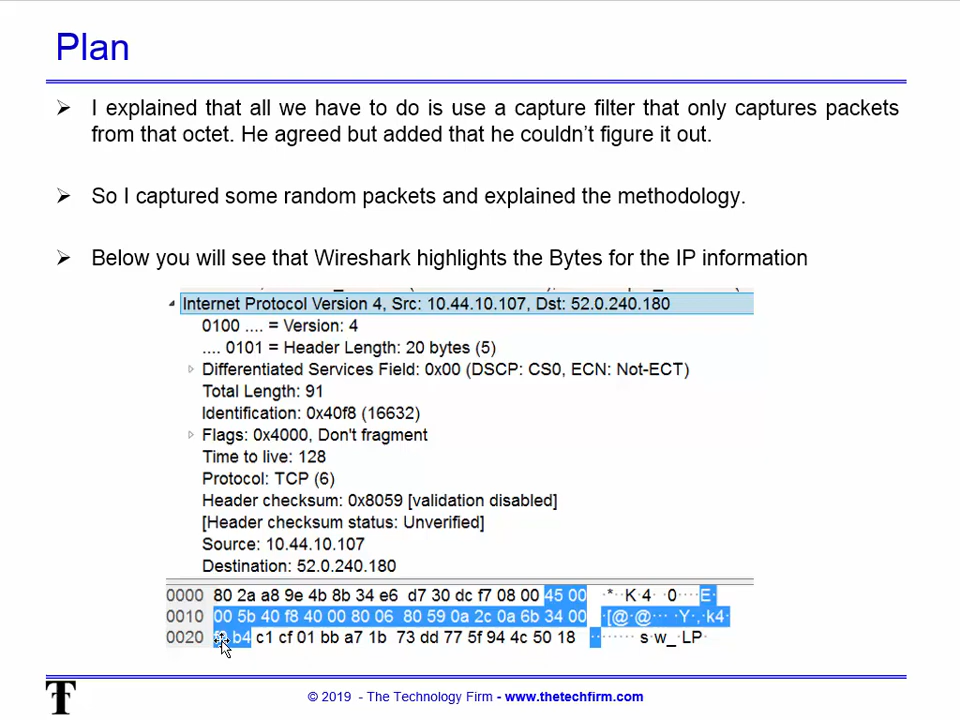 Plan
I explained that all we have to do is use a capture filter that only captures packets
from that octet. He agreed but added that he couldn't figure it out.
So I captured some random packets and explained the methodology.
Below you will see that Wireshark highlights the Bytes for the IP information
Internet Protocol Version 4, Src: 10.44.10.107, Dst: 52.0.240.180
0100 .... = Version: 4
.... 0101 = Header Length: 20 bytes (5)
Differentiated Services Field: 0x00 (DSCP: CS0, ECN: Not-ECT)
Total Length: 91
Identification: 0x40f8 (16632)
Flags: 0x4000, Don't fragment
Time to live: 128
Protocol: TCP (6)
Header checksum: 0x8059 [validation disabled]
[Header checksum status: Unverified]
Source: 10.44.10.107
Destination: 52.0.240.180
0000 80 2a a8 9e 4b 8b 34 e6 d7 30 dc f7 08 00 45 00 ·*··K·4··0····E·
0010 00 5b 40 f8 40 00 80 06 80 59 0a 2c 0a 6b 34 00 ·[@·@····Y·,·k4·
0020 b4 c1 cf 01 bb a7 1b 73 dd 77 5f 94 4c 50 18 ········s·w_·LP·
T
© 2019 - The Technology Firm - www.thetechfirm.com